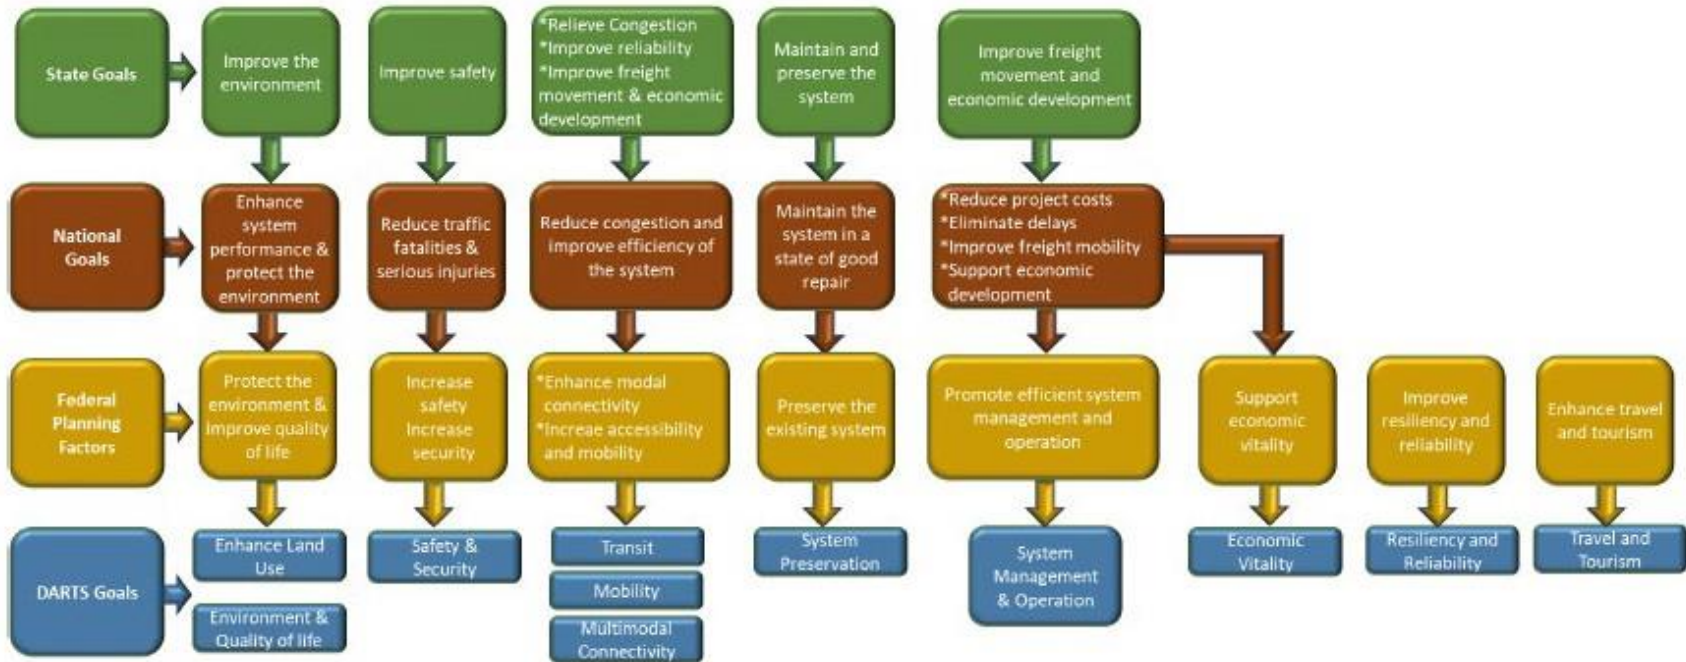 State Goals
Improve the
environment
Improve safety
*Relieve Congestion
*Improve reliability
*Improve freight
movement & economic
development
Maintain and
preserve the
system
Improve freight
movement and
economic development
National
Goals
Enhance
system
performance &
protect the
environment
Reduce traffic
fatalities &
serious injuries
Reduce congestion and
improve efficiency of
the system
Maintain the
system in a
state of good
repair
*Reduce project costs
*Eliminate delays
*Improve freight mobility
*Support economic
development
Federal
Planning
Factors
Protect the
environment &
improve quality
of life
Increase
safety
Increase
security
*Enhance modal
connectivity
*Increae accessibility
and mobility
Preserve the
existing system
Promote efficient system
management and
operation
Support
economic
vitality
Improve
resiliency and
reliability
Enhance travel
and tourism
DARTS Goals
Enhance Land
Use
Environment &
Quality of life
Safety &
Security
Transit
Mobility
Multimodal
Connectivity
System
Preservation
System
Management
& Operation
Economic
Vitality
Resiliency and
Reliability
Travel and
Tourism